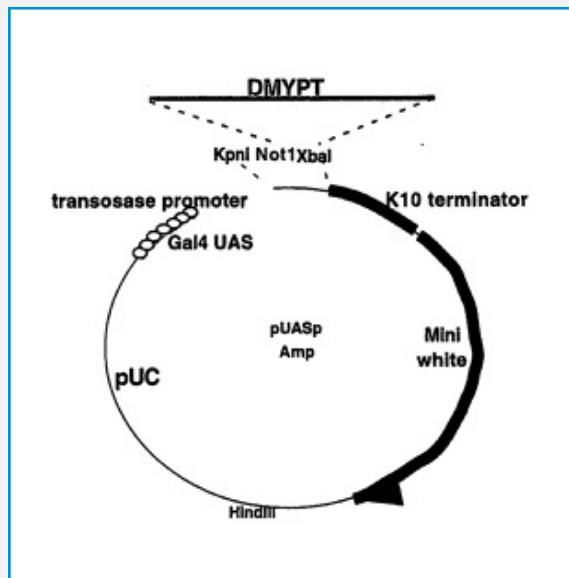 DMYPT
KpnI Not1 XbaI
transosase promoter
K10 terminator
Gal4 UAS
pUASp
Amp
Mini
white
pUC
HindIII